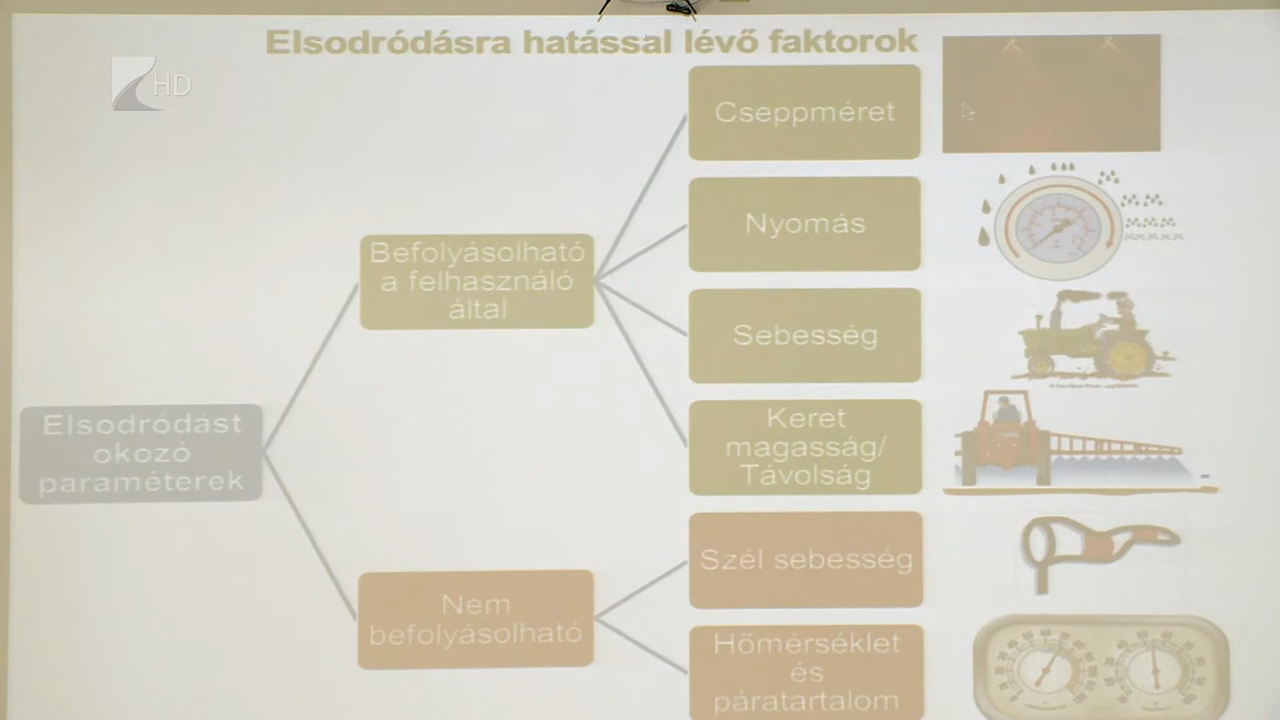 Elsodródásra hatással lévő faktorok
HD
Cseppméret
Nyomás
Befolyásolható
a felhasználó
által
Sebesség
Elsodródást
okozó
paraméterek
Keret
magasság/
Távolság
Szél sebesség
Nem
befolyásolható
Hőmérséklet
és
páratartalom